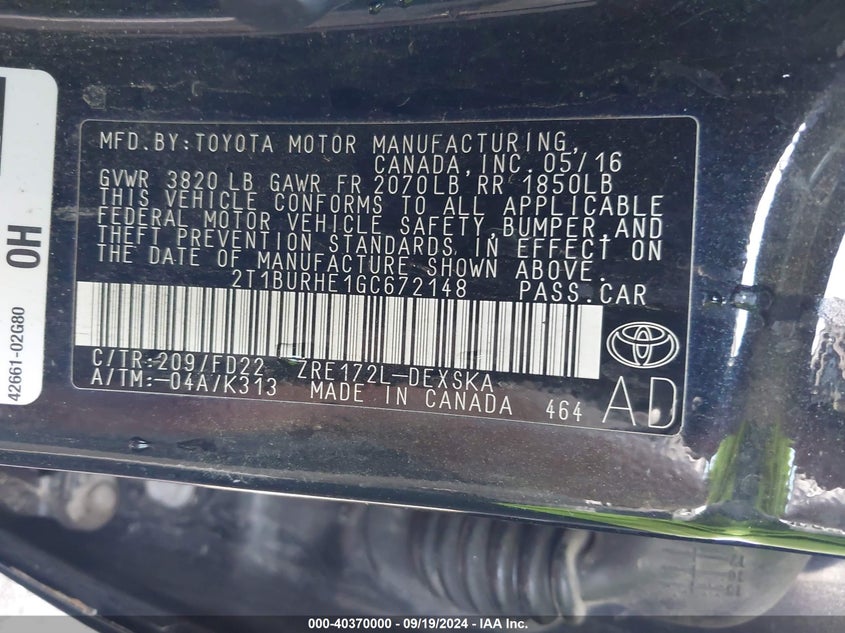 MFD.BY:TOYOTA MOTOR MANUFACTURING,
CANADA,INC. 05/16
GVWR 3820 LB GAWR FR 2070LB RR 1850LB
THIS VEHICLE CONFORMS TO ALL APPLICABLE
FEDERAL MOTOR VEHICLE SAFETY,BUMPER,AND
THEFT PREVENTION STANDARDS IN EFFECT ON
THE DATE OF MANUFACTURE SHOWN ABOVE.
2T1BURHE1GC672148 PASS.CAR
C/TR:209/FD22 ZRE172L-DEXSKA
A/TM:-04A/K313 MADE IN CANADA 464
AD
42661-02G80
0H
000-40370000 - 09/19/2024 - IAA Inc.